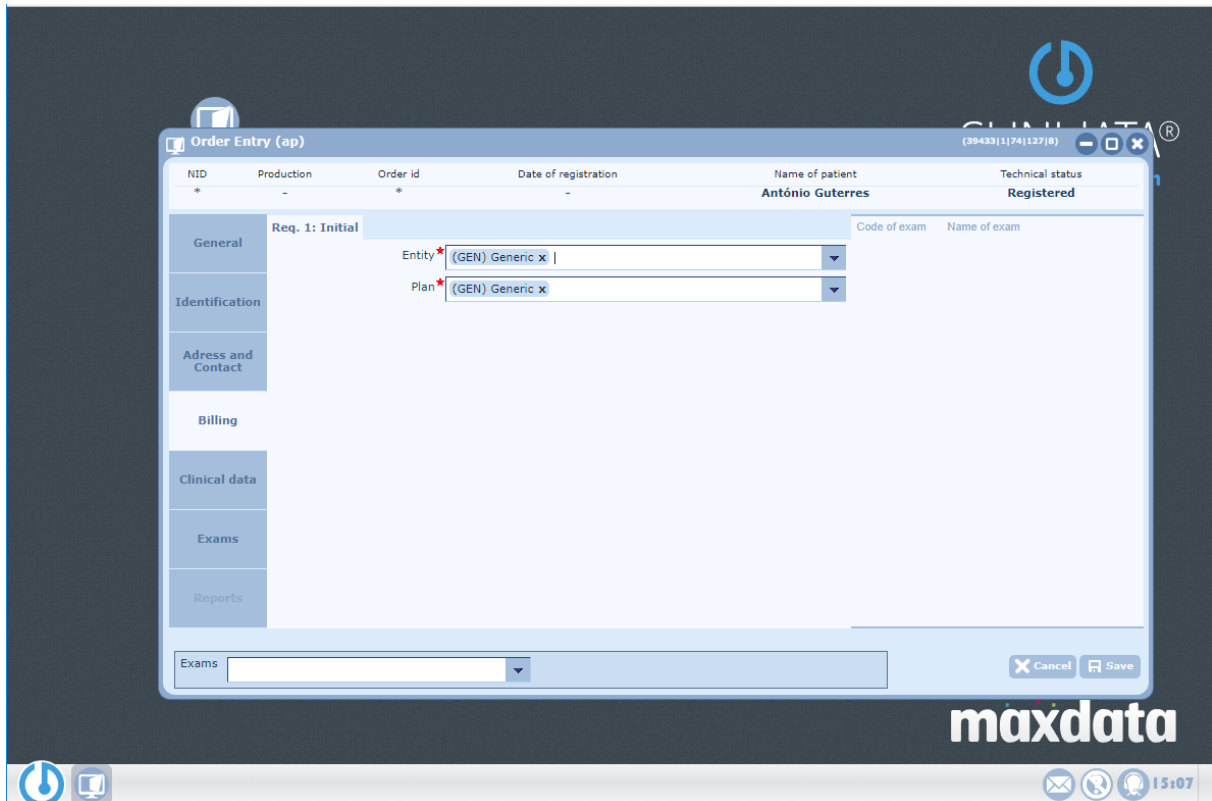 ®
Order Entry (ap)
(39433|1|74|127|8)
NID Production Order id Date of registration Name of patient Technical status
* - * - António Guterres Registered
General
Identification
Adress and
Contact
Billing
Clinical data
Exams
Reports
Req. 1: Initial
Entity* (GEN) Generic x
Plan* (GEN) Generic x
Code of exam Name of exam
Exams
Cancel Save
maxdata
15:07